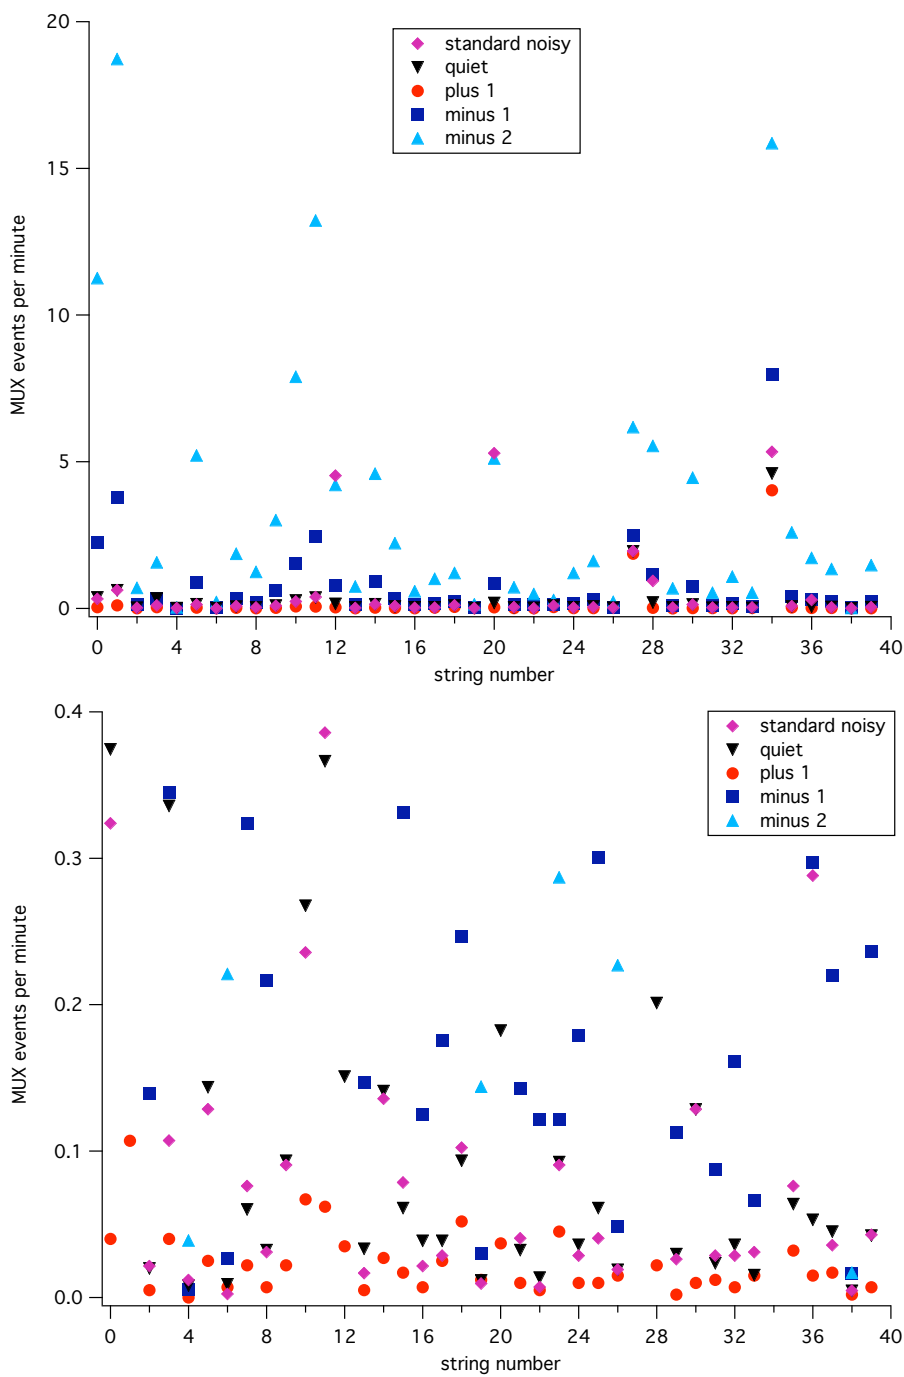 20
15
10
5
0
MUX events per minute
standard noisy
quiet
plus 1
minus 1
minus 2
0 4 8 12 16 20 24 28 32 36 40
string number
0.4
0.3
0.2
0.1
0.0
MUX events per minute
standard noisy
quiet
plus 1
minus 1
minus 2
0 4 8 12 16 20 24 28 32 36 40
string number